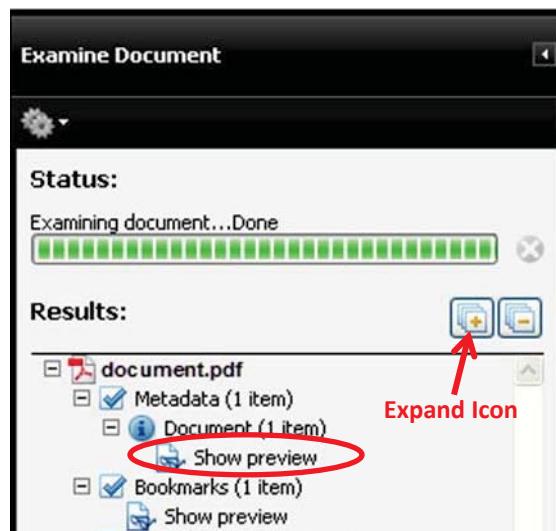 Examine Document
Status:
Examining document...Done
Results:
document.pdf
Metadata (1 item)
Expand Icon
Document (1 item)
Show preview
Bookmarks (1 item)
Show preview